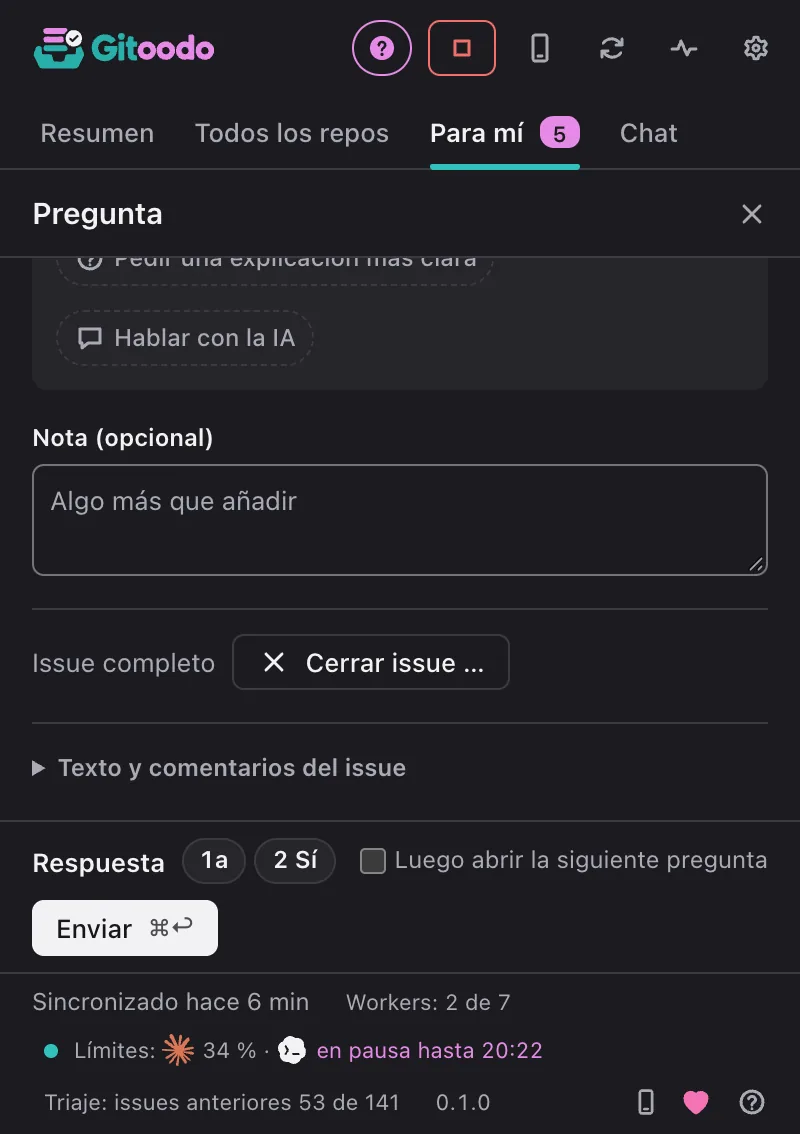 Gitoodo
Resumen Todos los repos Para mí 5 Chat
Pregunta
Pedir una explicación más clara
Hablar con la IA
Nota (opcional)
Algo más que añadir
Issue completo Cerrar issue ...
Texto y comentarios del issue
Respuesta 1a 2 Sí Luego abrir la siguiente pregunta
Enviar ⌘↩
Sincronizado hace 6 min Workers: 2 de 7
Límites: 34 % · en pausa hasta 20:22
Triaje: issues anteriores 53 de 141 0.1.0